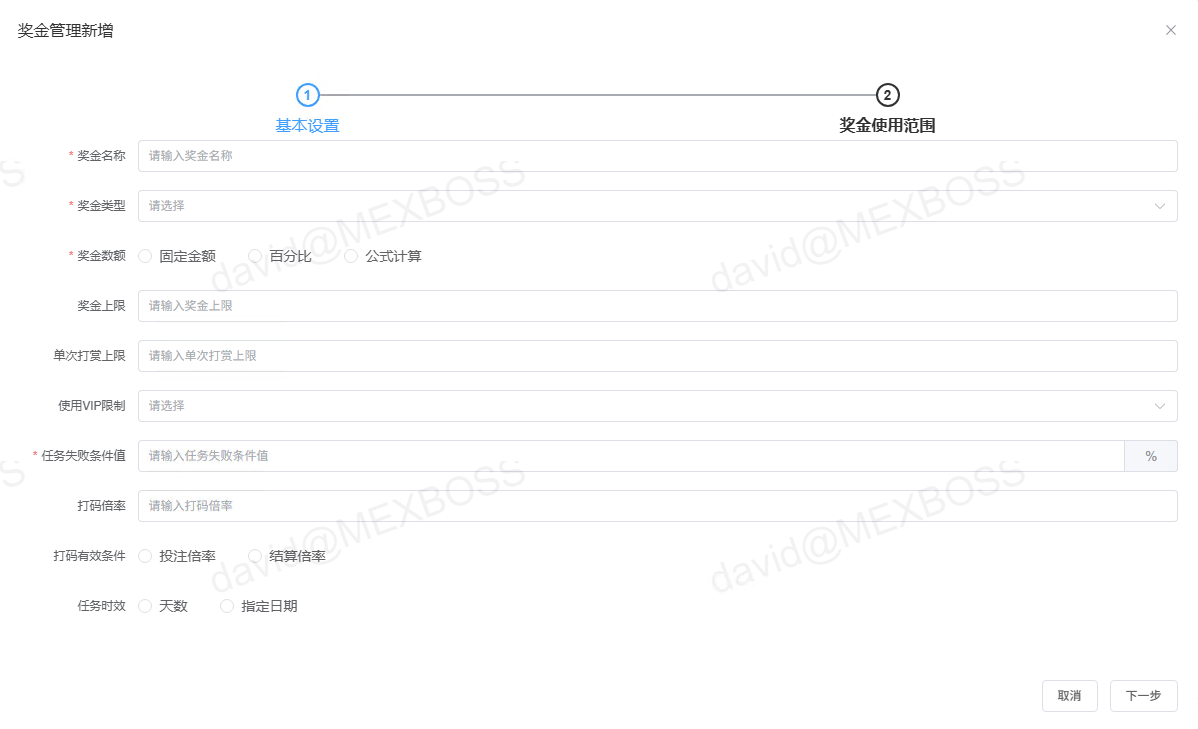 奖金管理新增
1
2
基本设置
奖金使用范围
* 奖金名称 请输入奖金名称
* 奖金类型 请选择
* 奖金数额 固定金额 百分比 公式计算
奖金上限 请输入奖金上限
单次打赏上限 请输入单次打赏上限
使用VIP限制 请选择
* 任务失败条件值 请输入任务失败条件值 %
打码倍率 请输入打码倍率
打码有效条件 投注倍率 结算倍率
任务时效 天数 指定日期
取消 下一步
S
david@MEXBOSS
david@MEXBOSS
S
david@MEXBOSS
david@MEXBOSS